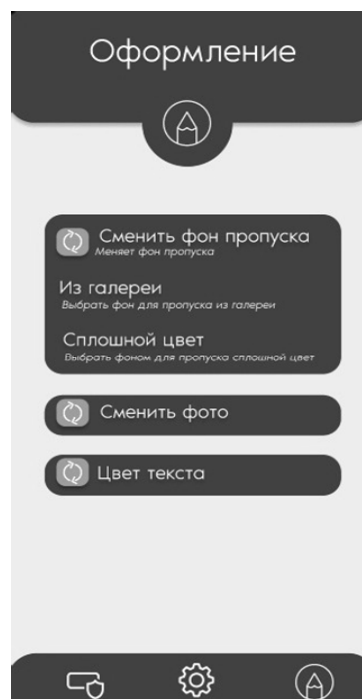 Оформление
Сменить фон пропуска
Меняет фон пропуска
Из галереи
Выбрать фон для пропуска из галереи
Сплошной цвет
Выбрать фоном для пропуска сплошной цвет
Сменить фото
Цвет текста